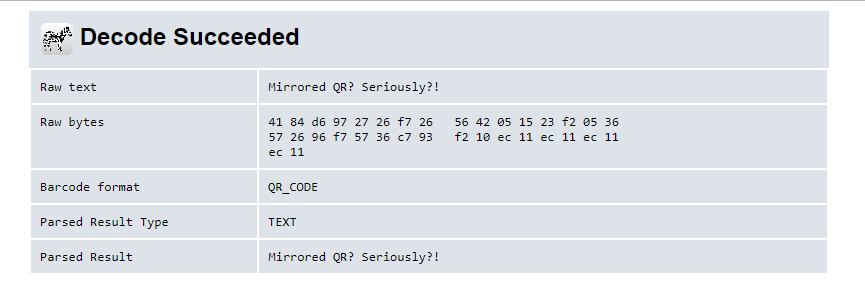 Decode Succeeded
Raw text Mirrored QR? Seriously?!
Raw bytes 41 84 d6 97 27 26 f7 26 56 42 05 15 23 f2 05 36
57 26 96 f7 57 36 c7 93 f2 10 ec 11 ec 11 ec 11
ec 11
Barcode format QR_CODE
Parsed Result Type TEXT
Parsed Result Mirrored QR? Seriously?!